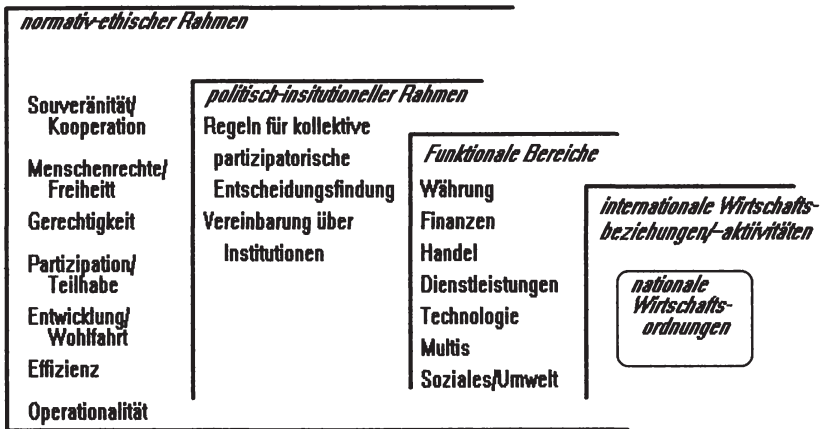 normativ-ethischer Rahmen
Souveränität/
Kooperation
Menschenrechte/
Freiheitt
Gerechtigkeit
Partizipation/
Teilhabe
Entwicklung/
Wohlfahrt
Effizienz
Operationalität
politisch-insitutioneller Rahmen
Regeln für kollektive
partizipatorische
Entscheidungsfindung
Vereinbarung über
Institutionen
Funktionale Bereiche
Währung
Finanzen
Handel
Dienstleistungen
Technologie
Multis
Soziales/Umwelt
internationale Wirtschafts-
beziehungen/-aktiivitäten
nationale
Wirtschafts-
ordnungen